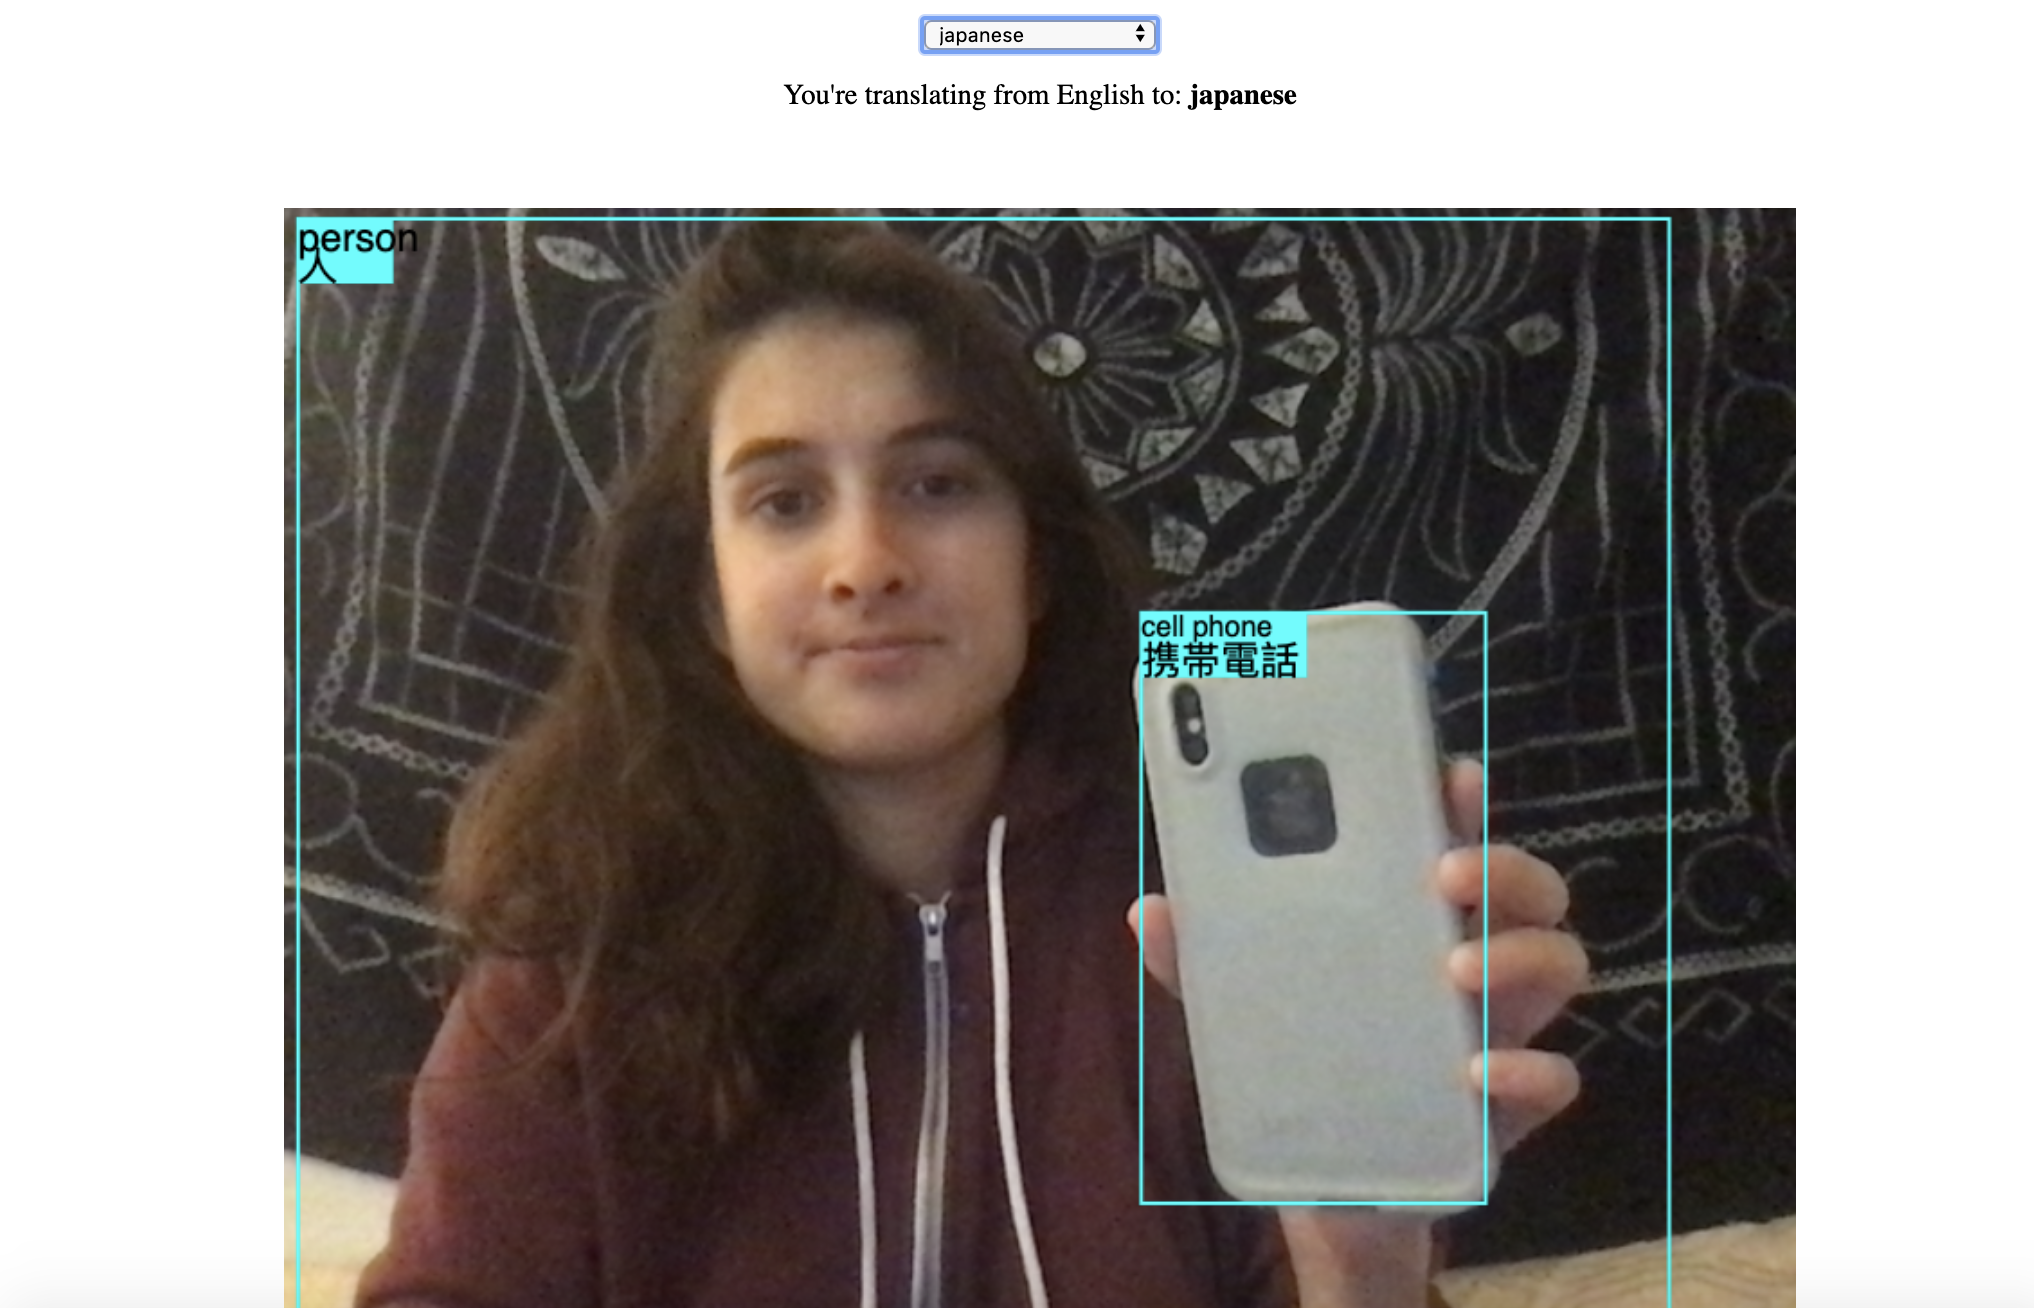 japanese
You're translating from English to: japanese
person
人
cell phone
携帯電話